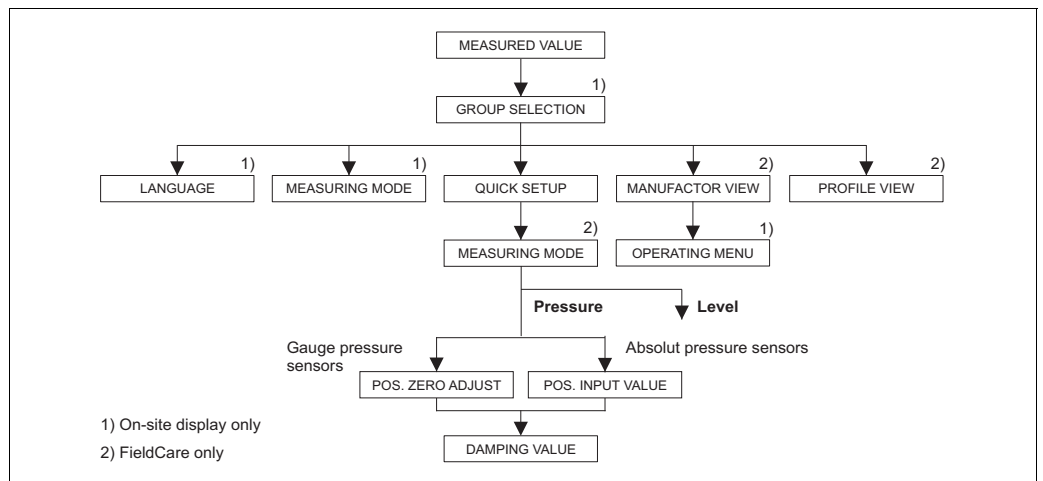 MEASURED VALUE
1)
GROUP SELECTION
1)
1)
2)
2)
LANGUAGE
MEASURING MODE
QUICK SETUP
MANUFACTOR VIEW
PROFILE VIEW
2)
1)
MEASURING MODE
OPERATING MENU
Pressure
Level
Gauge pressure
sensors
Absolut pressure sensors
POS. ZERO ADJUST
POS. INPUT VALUE
1) On-site display only
2) FieldCare only
DAMPING VALUE